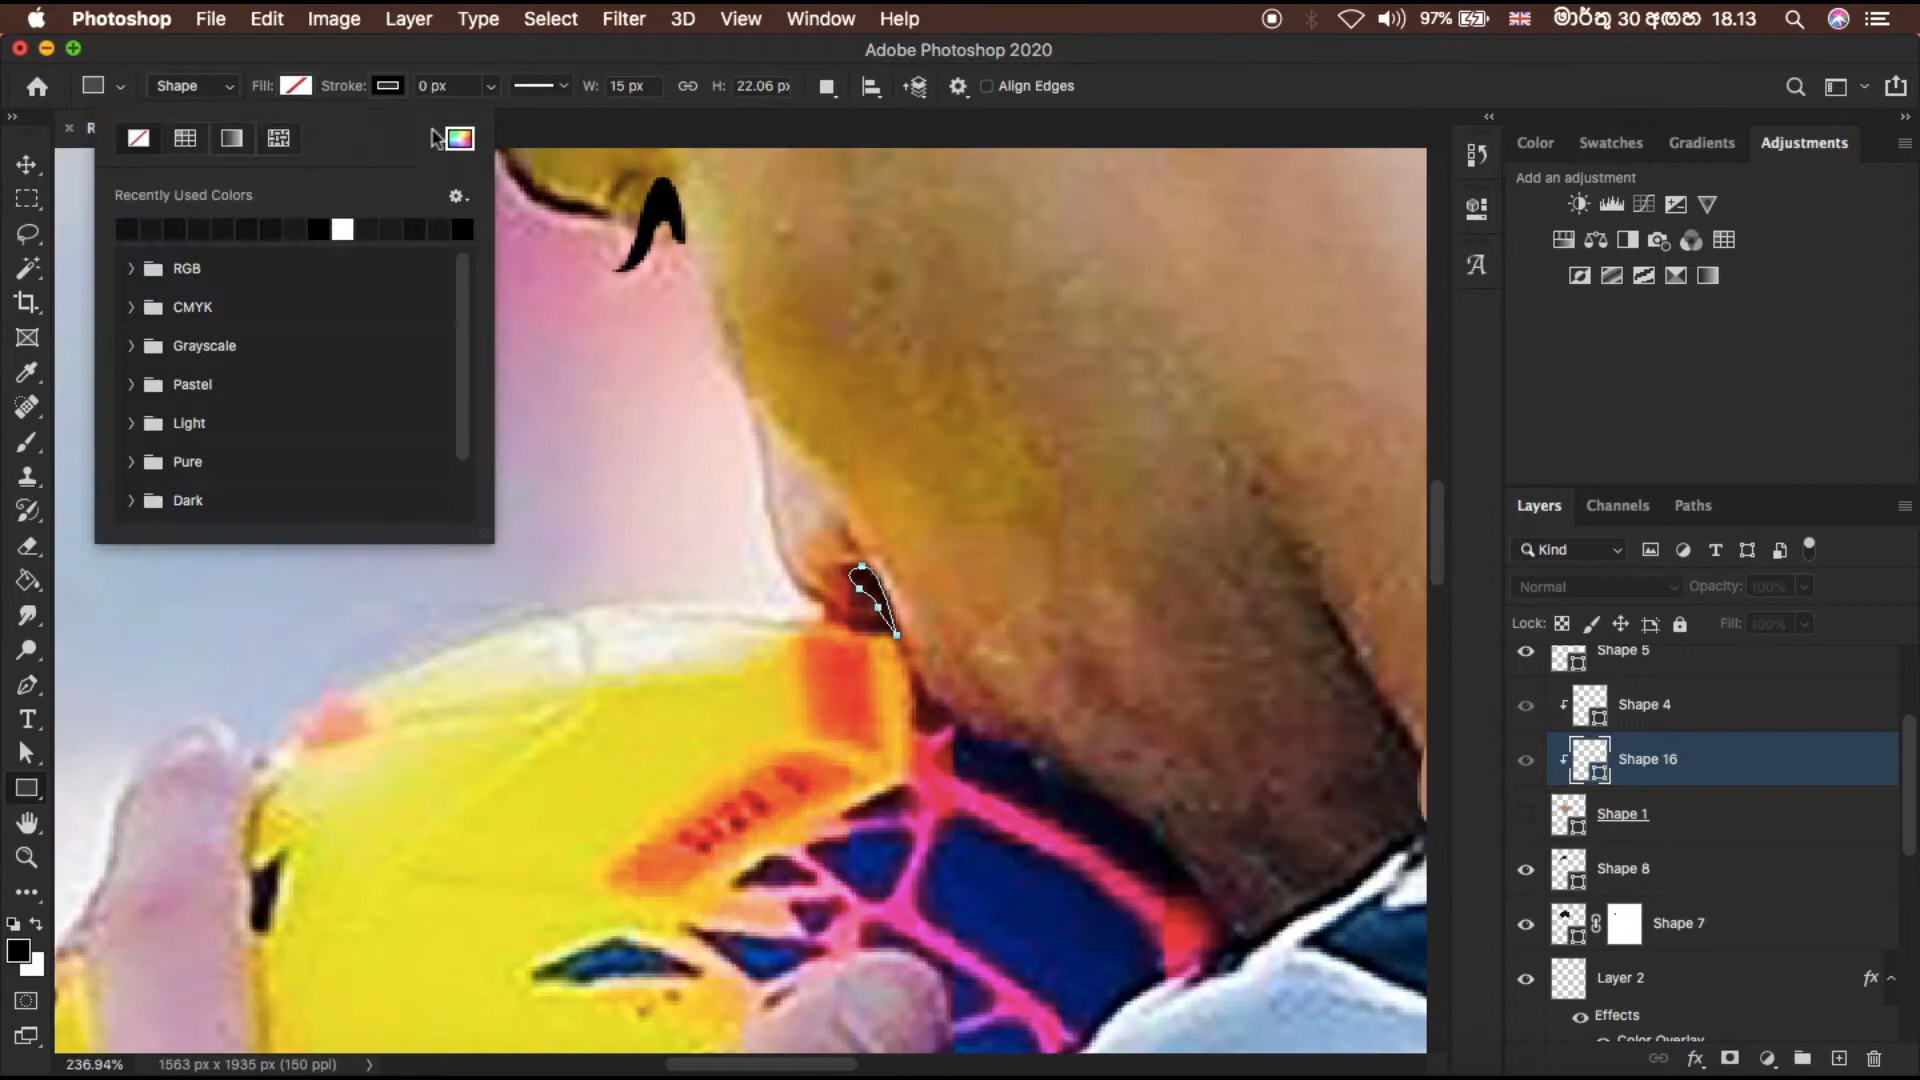 Photoshop File Edit Image Layer Type Select Filter 3D View Window Help 97% මාර්තු 30 අඟහ 18.13
Adobe Photoshop 2020
Shape Fill: Stroke: 0 px W: 15 px H: 22.06 px Align Edges
R
Recently Used Colors
RGB
CMYK
Grayscale
Pastel
Light
Pure
Dark
SIZE 5
236.94% 1563 px x 1935 px (150 ppl)
Color Swatches Gradients Adjustments
Add an adjustment
Layers Channels Paths
Kind
Normal Opacity: 100%
Lock: Fill: 100%
Shape 5
Shape 4
Shape 16
Shape 1
Shape 8
Shape 7
Layer 2 fx
Effects
Color Overlay